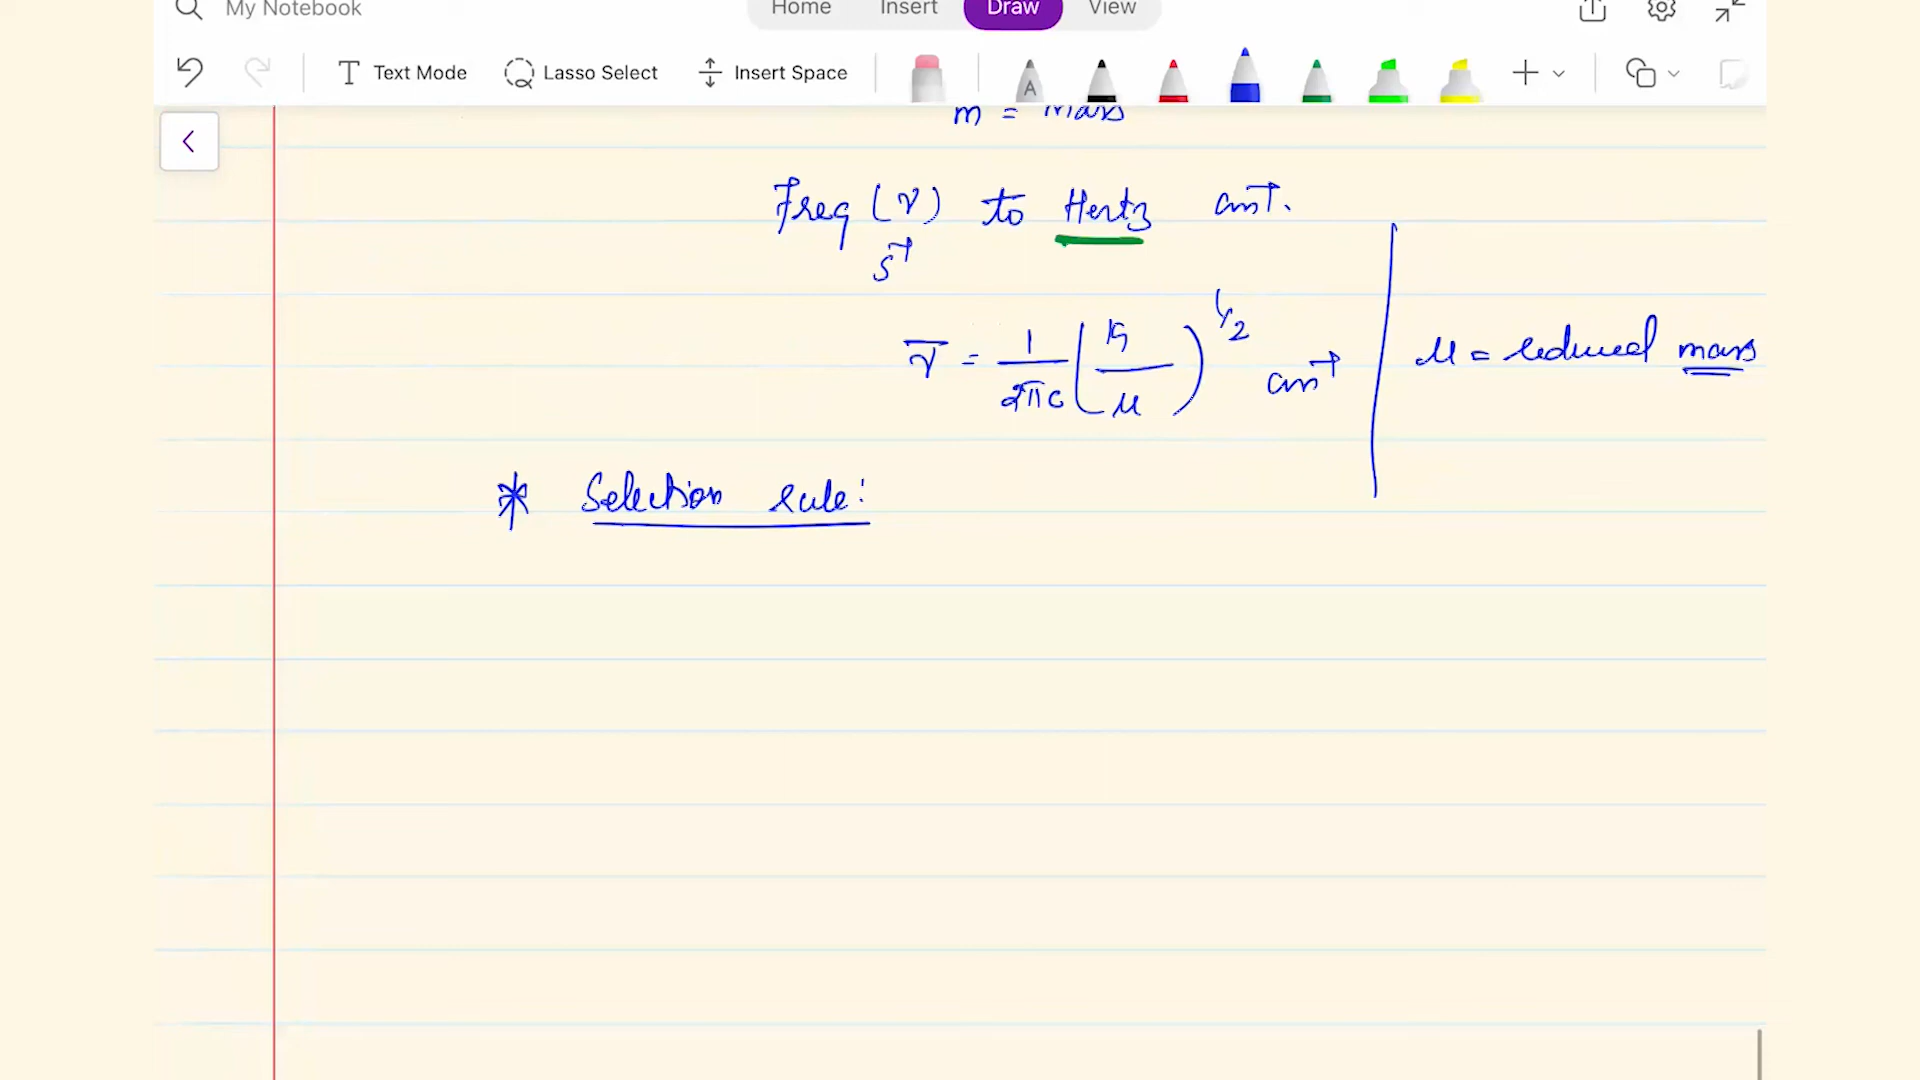 My Notebook Home Insert Draw View
Text Mode Lasso Select Insert Space A
m = Mass
Freq (ν) to Hertz cm⁻¹.
s⁻¹
ν̅ = 1/2πc (k/μ)^1/2 cm⁻¹
μ = reduced mass
* Selection rule: